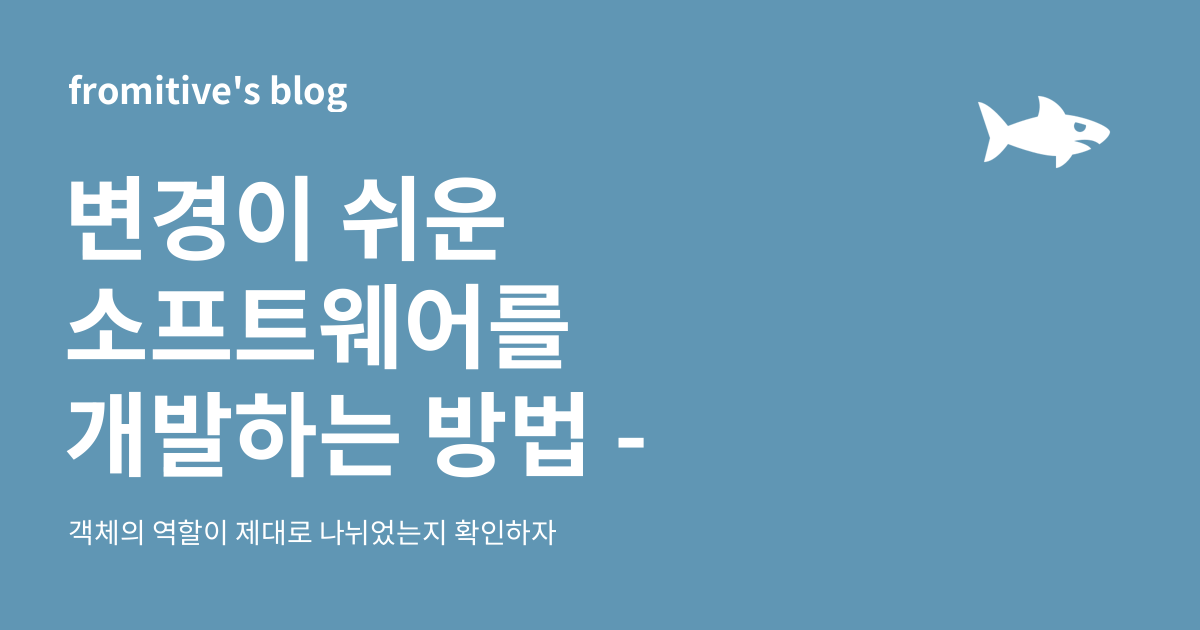 fromitive's blog
변경이 쉬운
소프트웨어를
개발하는 방법 -
객체의 역할이 제대로 나뉘었는지 확인하자